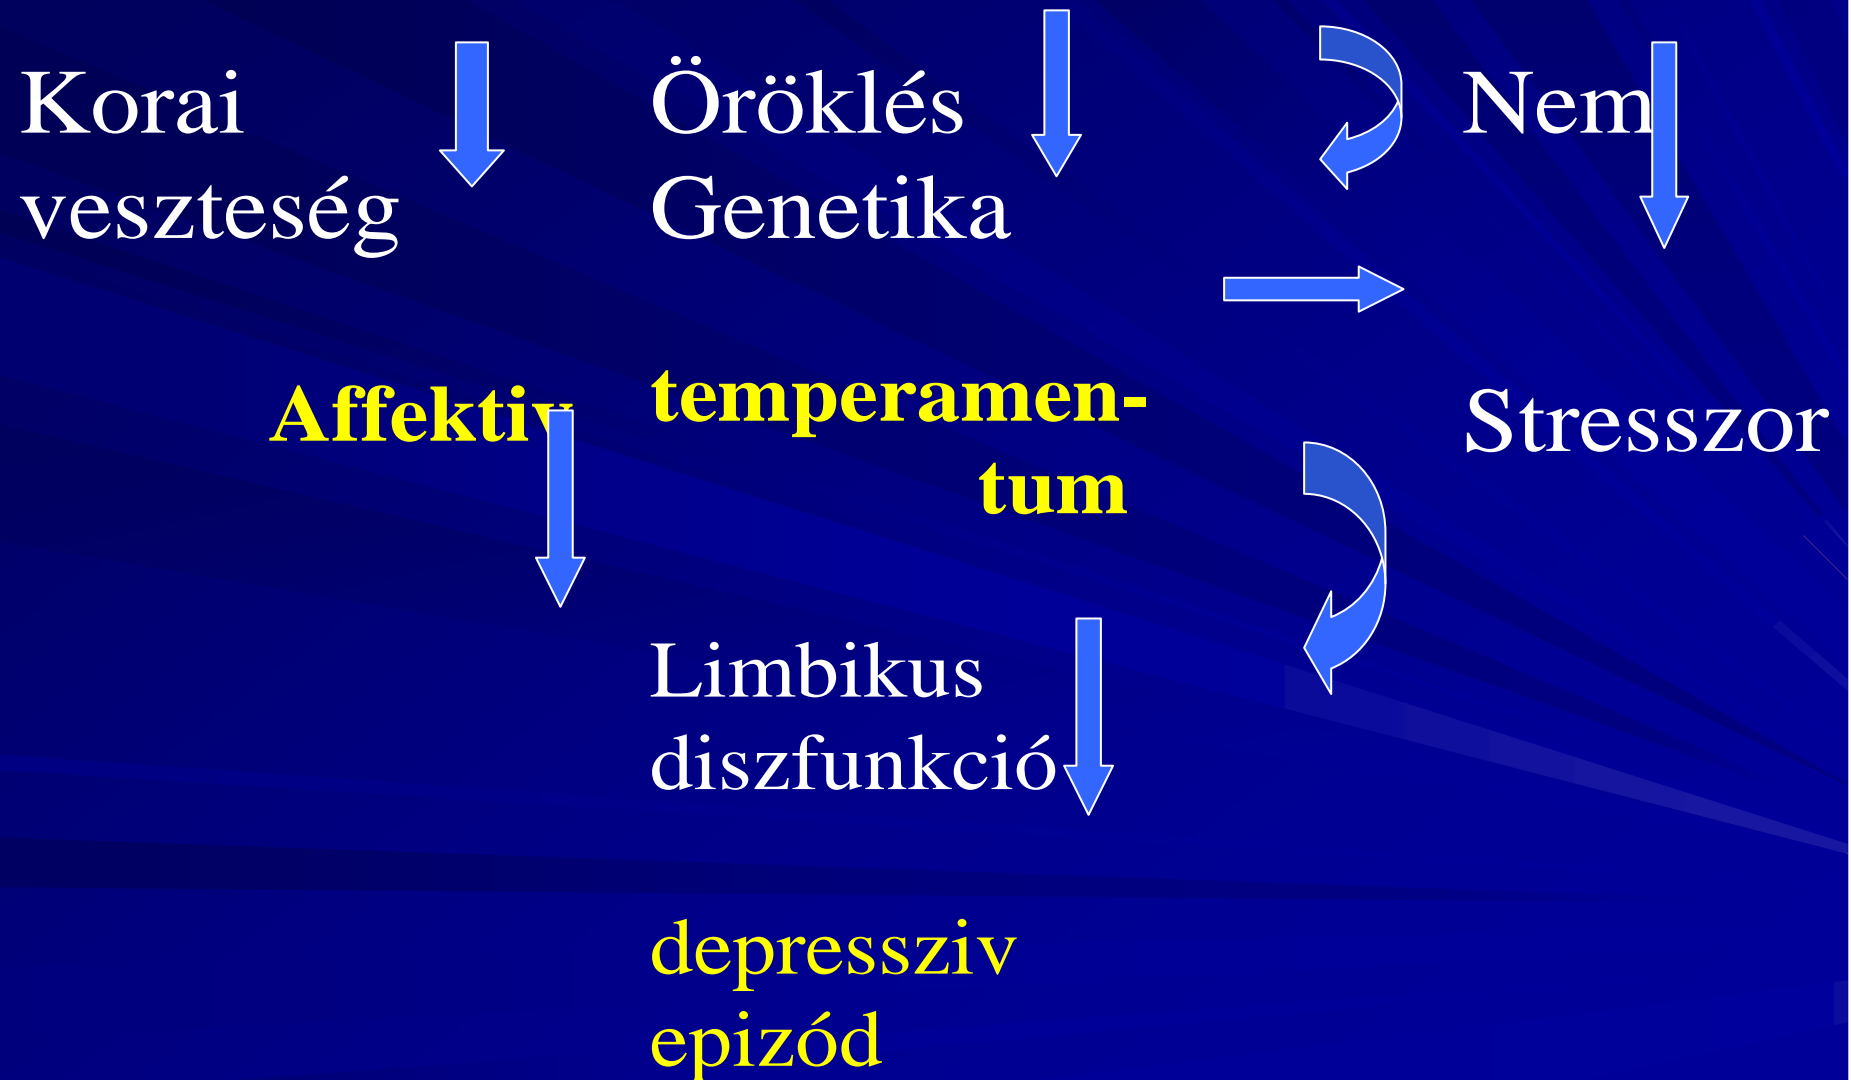 Korai
veszteség
Öröklés
Genetika
Nem
Affektiv
temperamen-
tum
Stresszor
Limbikus
diszfunkció
depressziv
epizód